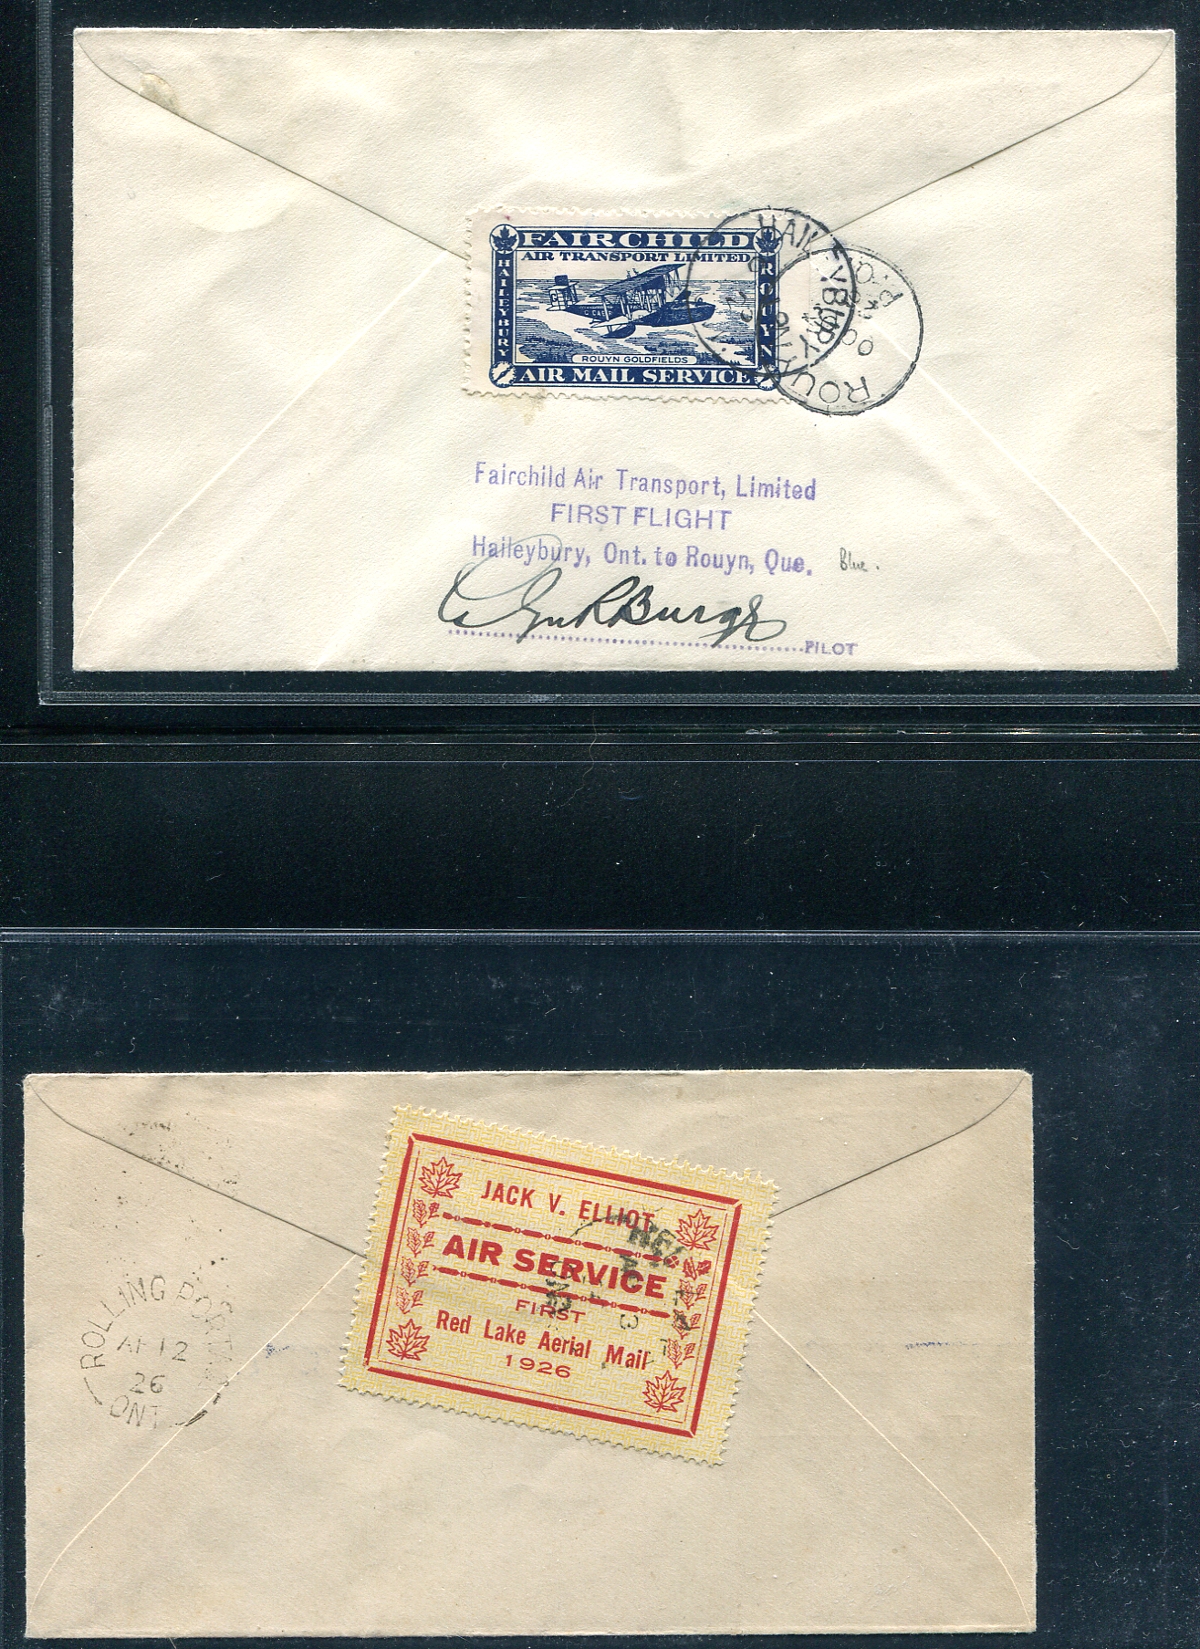 FAIRCHILD
AIR TRANSPORT LIMITED
HAILEYBURY
ROUYN
ROUYN GOLDFIELDS
AIR MAIL SERVICE
HAILEYBURY
ROUYN
Fairchild Air Transport, Limited
FIRST FLIGHT
Haileybury, Ont. to Rouyn, Que.
Blue.
PILOT
JACK V. ELLIOT
AIR SERVICE
FIRST
Red Lake Aerial Mail
1926
ROLLING PORTAGE
AP 12
26
ONT